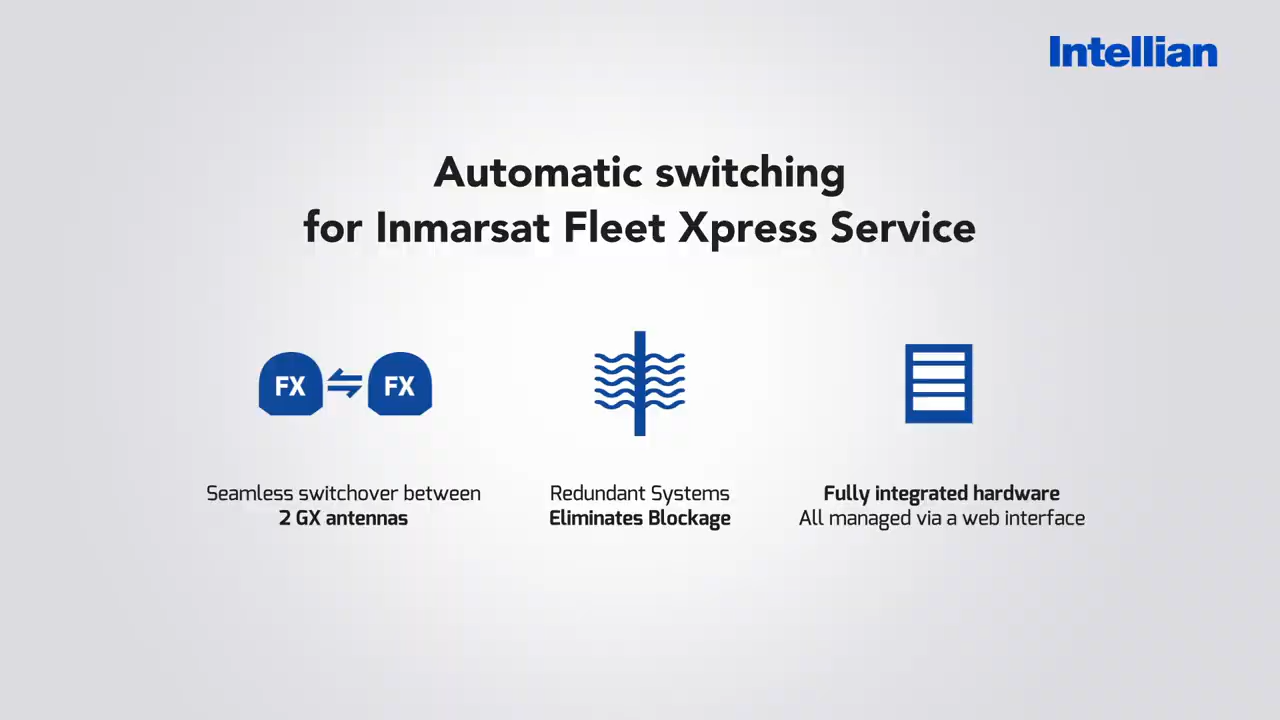 Intellian
Automatic switching
for Inmarsat Fleet Xpress Service
FX
FX
Seamless switchover between
2 GX antennas
Redundant Systems
Eliminates Blockage
Fully integrated hardware
All managed via a web interface